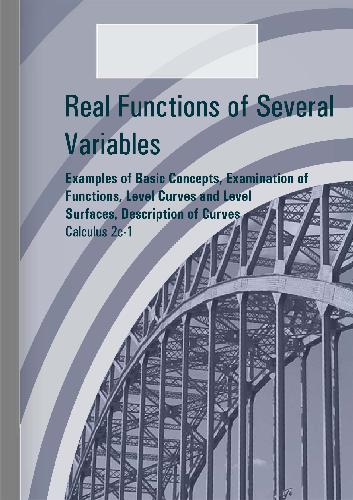 Real Functions of Several
Variables
Examples of Basic Concepts, Examination of
Functions, Level Curves and Level
Surfaces, Description of Curves
Calculus 2c-1